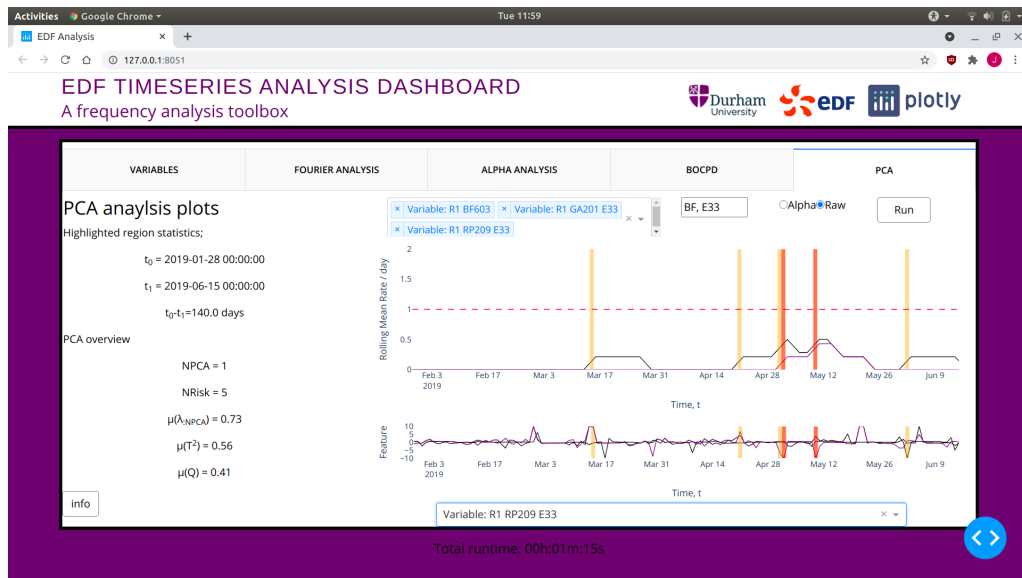 Activities Google Chrome Tue 11:59
EDF Analysis × +
127.0.0.1:8051
J
EDF TIMESERIES ANALYSIS DASHBOARD
A frequency analysis toolbox
Durham
University
edf
plotly
VARIABLES FOURIER ANALYSIS ALPHA ANALYSIS BOCPD PCA
PCA anaylsis plots
Highlighted region statistics;
t₀ = 2019-01-28 00:00:00
t₁ = 2019-06-15 00:00:00
t₀-t₁=140.0 days
PCA overview
NPCA = 1
NRisk = 5
μ(λ:NPCA) = 0.73
μ(T²) = 0.56
μ(Q) = 0.41
info
× Variable: R1 BF603 × Variable: R1 GA201 E33
× Variable: R1 RP209 E33
BF, E33
Alpha Raw
Run
Rolling Mean Rate / day
2
1.5
1
0.5
0
Feb 3 Feb 17 Mar 3 Mar 17 Mar 31 Apr 14 Apr 28 May 12 May 26 Jun 9
2019
Time, t
Feature
10
5
0
−5
−10
Feb 3 Feb 17 Mar 3 Mar 17 Mar 31 Apr 14 Apr 28 May 12 May 26 Jun 9
2019
Time, t
Variable: R1 RP209 E33
Total runtime: 00h:01m:15s